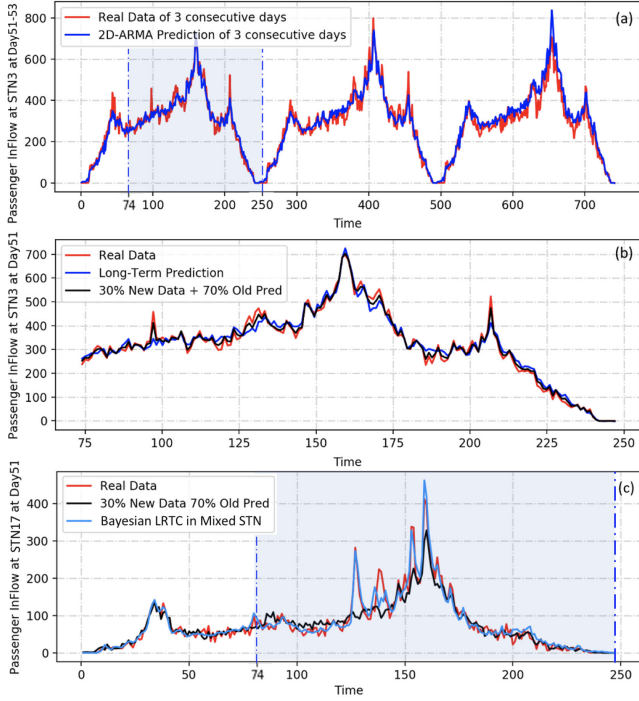 Passenger InFlow at STN3 at Day51-53
(a)
Real Data of 3 consecutive days
2D-ARMA Prediction of 3 consecutive days
800
600
400
200
0
0 74 100 200 253 300 400 500 600 700
Time
Passenger InFlow at STN3 at Day51
(b)
Real Data
Long-Term Prediction
30% New Data + 70% Old Pred
700
600
500
400
300
200
100
0
75 100 125 150 175 200 225 250
Time
Passenger InFlow at STN17 at Day51
(c)
Real Data
30% New Data 70% Old Pred
Bayesian LRTC in Mixed STN
400
300
200
100
0
0 50 74 100 150 200 250
Time